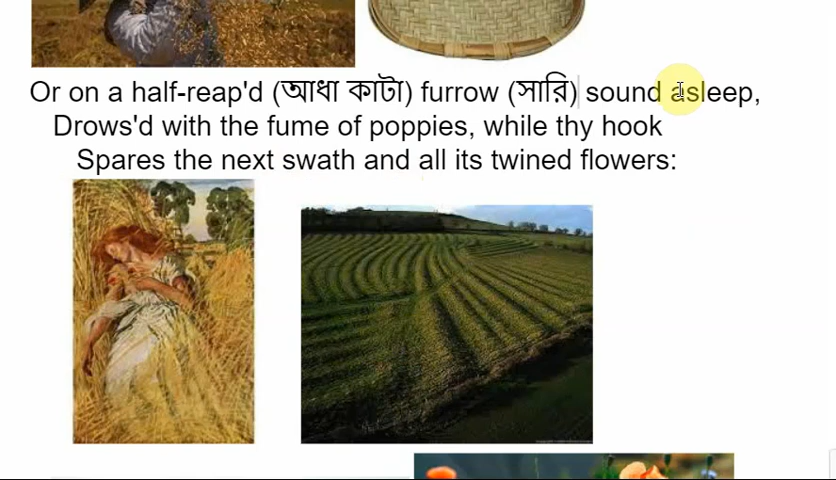 Or on a half-reap'd (আধা কাটা) furrow (সারি) sound asleep,
Drows'd with the fume of poppies, while thy hook
Spares the next swath and all its twined flowers: